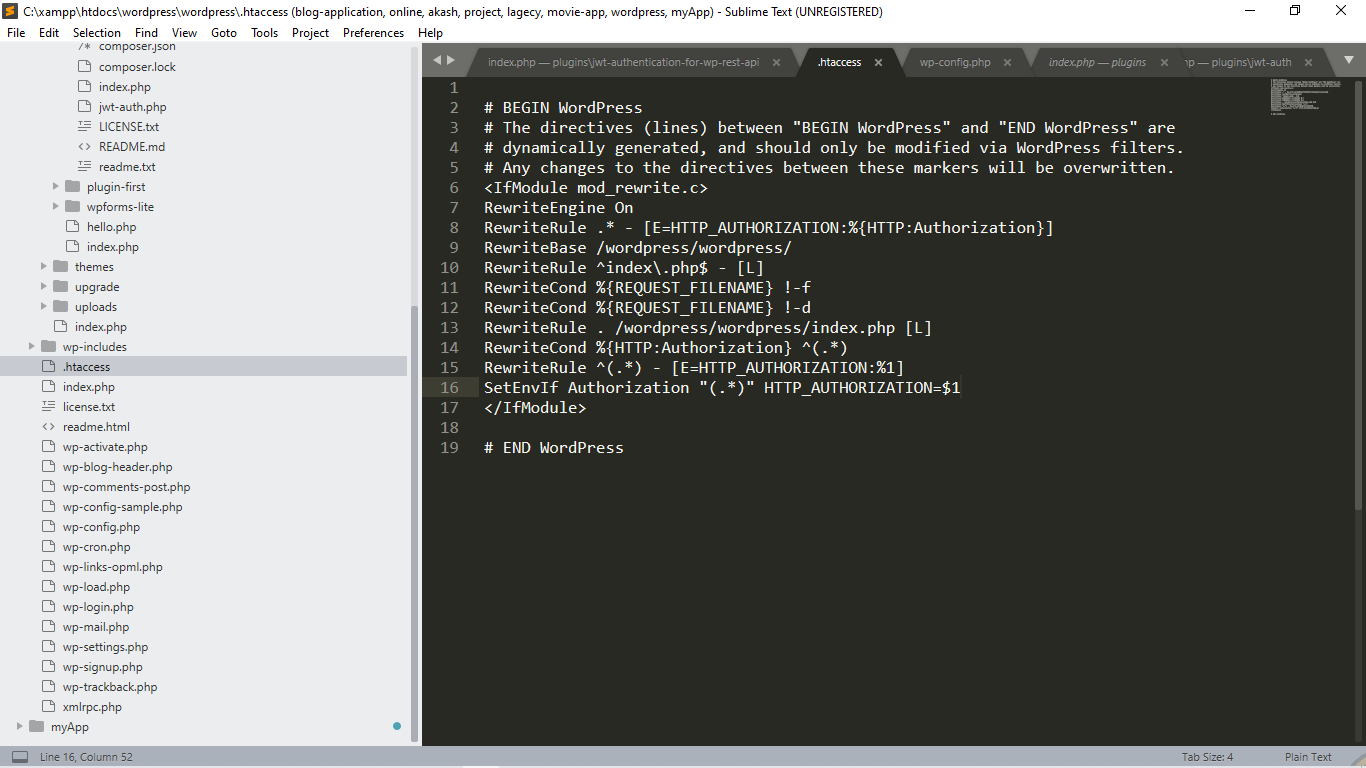 C:\xampp\htdocs\wordpress\wordpress\.htaccess (blog-application, online, akash, project, lagecy, movie-app, wordpress, myApp) - Sublime Text (UNREGISTERED)
File Edit Selection Find View Goto Tools Project Preferences Help
/* composer.json
composer.lock
index.php
jwt-auth.php
LICENSE.txt
<> README.md
readme.txt
plugin-first
wpforms-lite
hello.php
index.php
themes
upgrade
uploads
index.php
wp-includes
.htaccess
index.php
license.txt
<> readme.html
wp-activate.php
wp-blog-header.php
wp-comments-post.php
wp-config-sample.php
wp-config.php
wp-cron.php
wp-links-opml.php
wp-load.php
wp-login.php
wp-mail.php
wp-settings.php
wp-signup.php
wp-trackback.php
xmlrpc.php
myApp
index.php — plugins\jwt-authentication-for-wp-rest-api × .htaccess × wp-config.php × index.php — plugins × hp — plugins\jwt-auth ×
1
2 # BEGIN WordPress
3 # The directives (lines) between "BEGIN WordPress" and "END WordPress" are
4 # dynamically generated, and should only be modified via WordPress filters.
5 # Any changes to the directives between these markers will be overwritten.
6 <IfModule mod_rewrite.c>
7 RewriteEngine On
8 RewriteRule .* - [E=HTTP_AUTHORIZATION:%{HTTP:Authorization}]
9 RewriteBase /wordpress/wordpress/
10 RewriteRule ^index\.php$ - [L]
11 RewriteCond %{REQUEST_FILENAME} !-f
12 RewriteCond %{REQUEST_FILENAME} !-d
13 RewriteRule . /wordpress/wordpress/index.php [L]
14 RewriteCond %{HTTP:Authorization} ^(.*)
15 RewriteRule ^(.*) - [E=HTTP_AUTHORIZATION:%1]
16 SetEnvIf Authorization "(.*)" HTTP_AUTHORIZATION=$1
17 </IfModule>
18
19 # END WordPress
Line 16, Column 52
Tab Size: 4 Plain Text